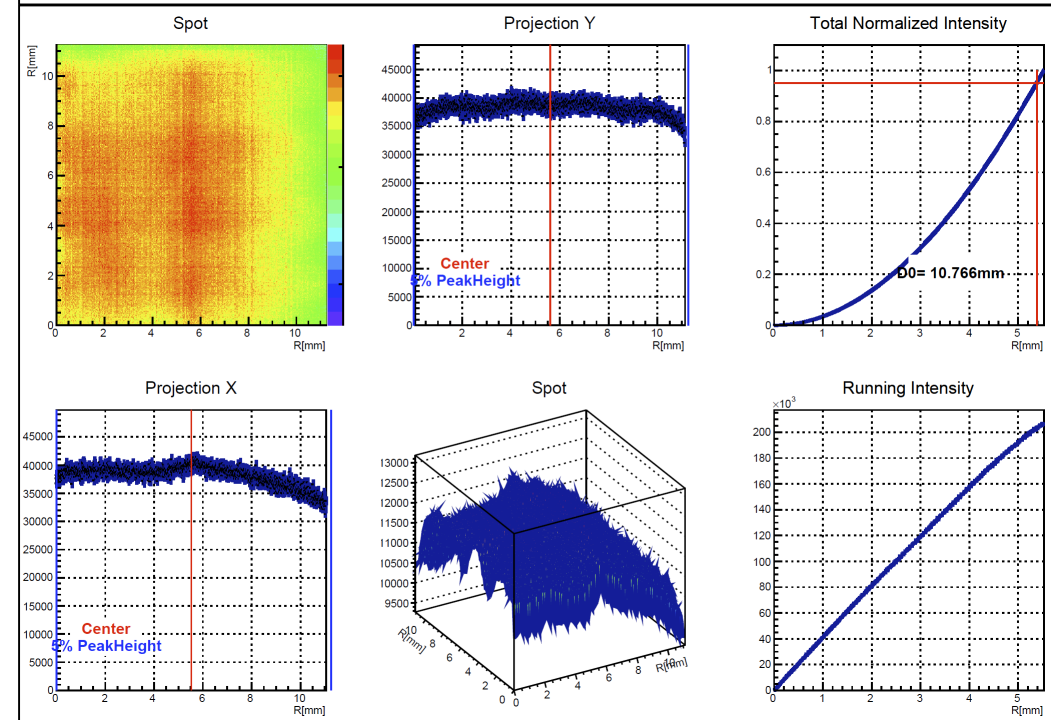 Spot
Projection Y
Total Normalized Intensity
R[mm]
10
8
6
4
2
0
0 2 4 6 8 10
R[mm]
45000
40000
35000
30000
25000
20000
15000
10000
5000
0
Center
5% PeakHeight
2 4 6 8 10
R[mm]
1
0.8
0.6
0.4
0.2
0
D0= 10.766mm
0 1 2 3 4 5
R[mm]
Projection X
Spot
Running Intensity
45000
40000
35000
30000
25000
20000
15000
10000
5000
0
Center
5% PeakHeight
0 2 4 6 8 10
R[mm]
13000
12500
12000
11500
11000
10500
10000
9500
10
8
6
4
2
0
R[mm]
0 2 4 6 8 10
R[mm]
×10³
200
180
160
140
120
100
80
60
40
20
0
0 1 2 3 4 5
R[mm]